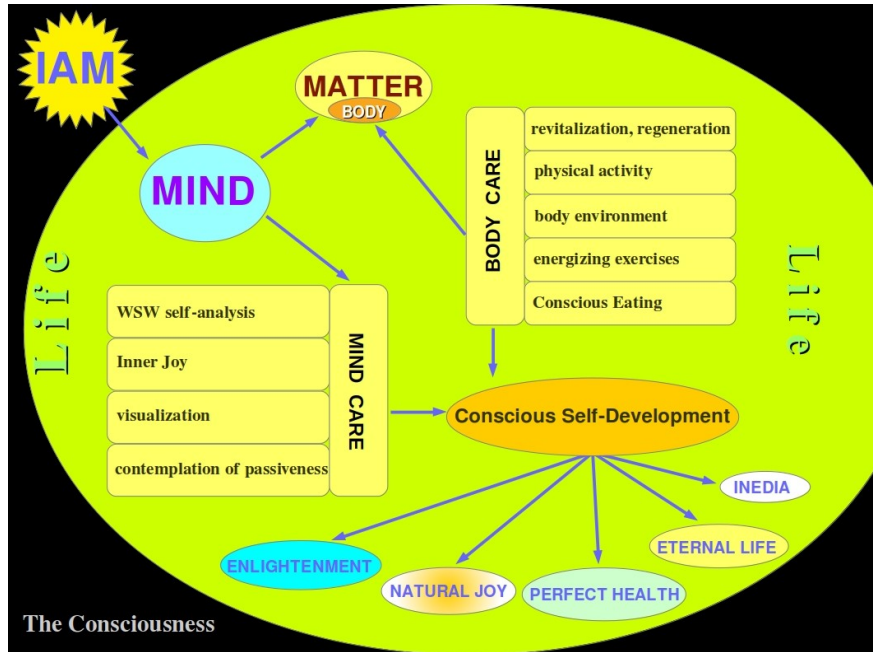 IAM
MATTER
BODY
MIND
BODY CARE
revitalization, regeneration
physical activity
body environment
energizing exercises
Conscious Eating
Life
Life
WSW self-analysis
Inner Joy
visualization
contemplation of passiveness
MIND CARE
Conscious Self-Development
INEDIA
ETERNAL LIFE
ENLIGHTENMENT
NATURAL JOY
PERFECT HEALTH
The Consciousness